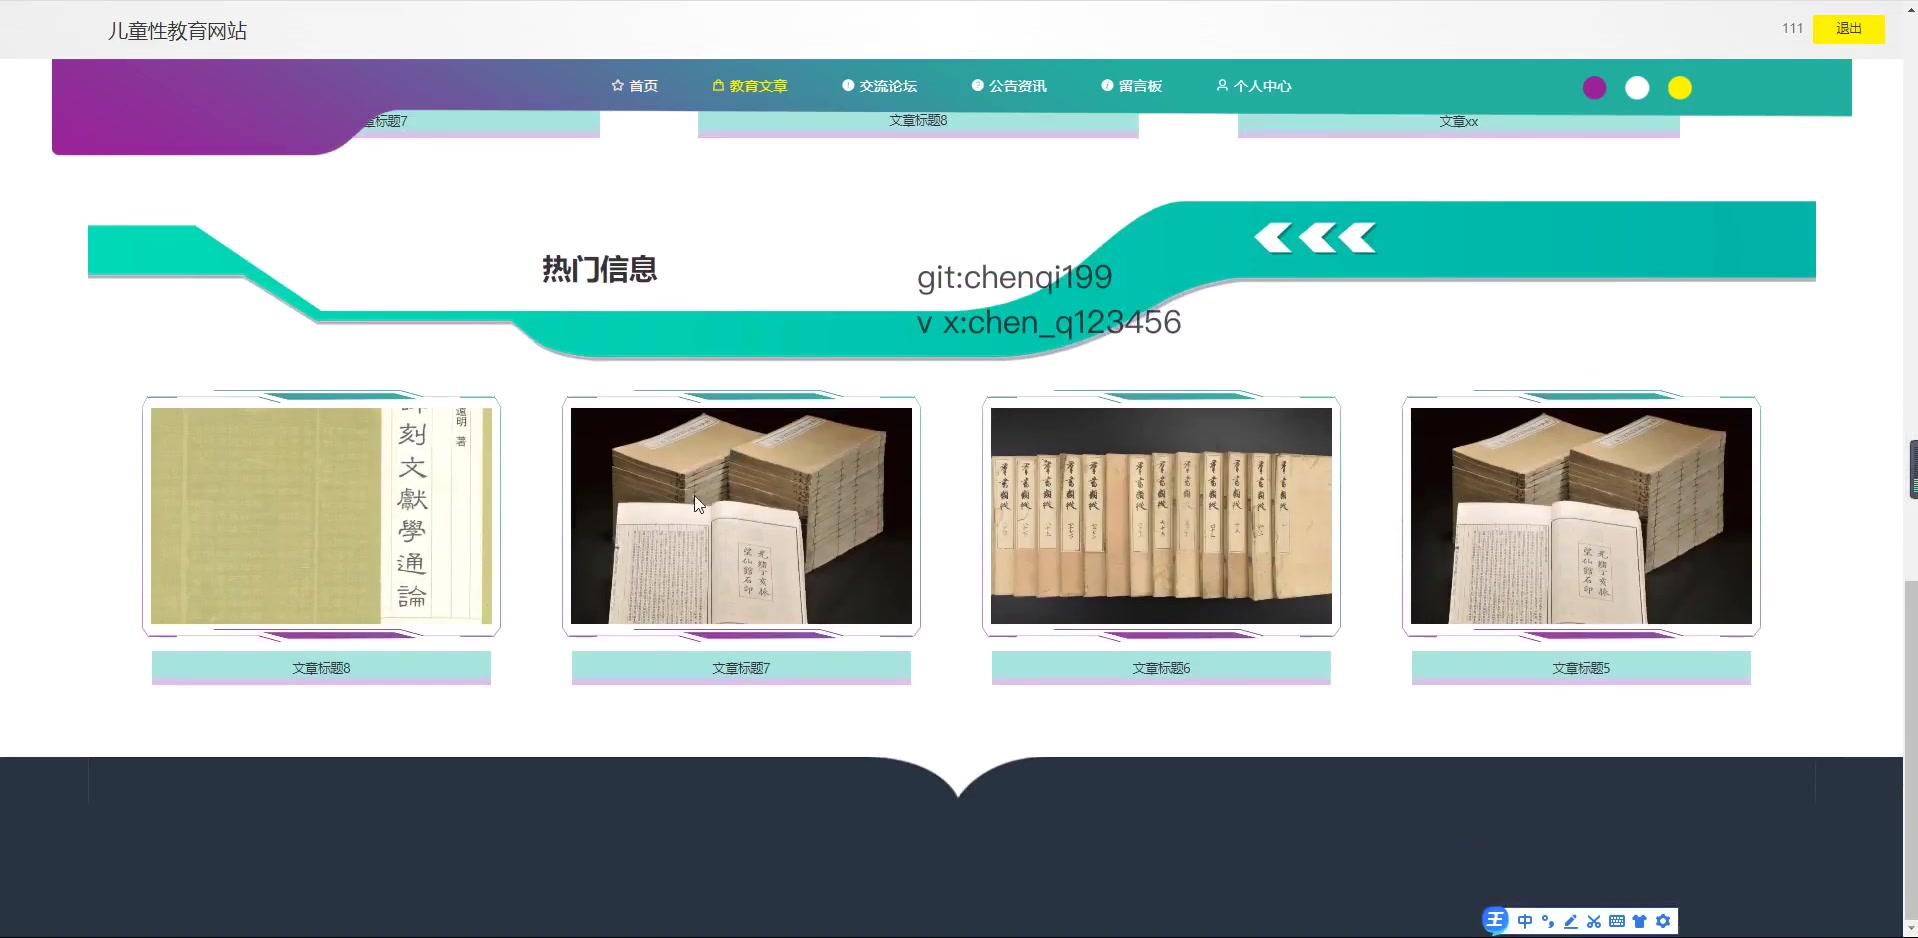 儿童性教育网站
111
退出
首页
教育文章
交流论坛
公告资讯
留言板
个人中心
章标题7
文章标题8
文章xx
热门信息
git:chenqi199
v x:chen_q123456
刻文獻學通論
遠明 著
文章标题8
文章标题7
文章标题6
文章标题5
王
中